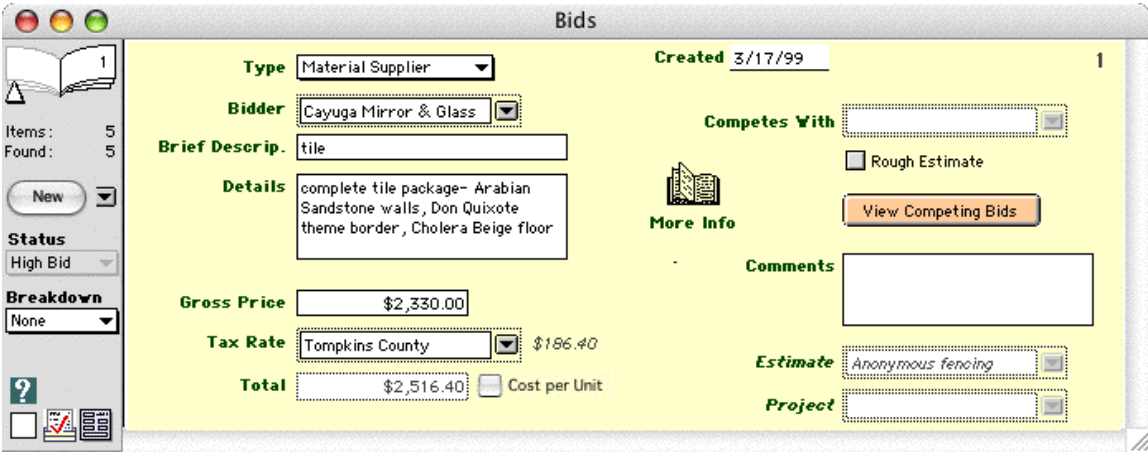 Bids
1
Items: 5
Found: 5
New
Status
High Bid
Breakdown
None
?
Type Material Supplier
Bidder Cayuga Mirror & Glass
Brief Descrip. tile
Details complete tile package- Arabian
Sandstone walls, Don Quixote
theme border, Cholera Beige floor
Gross Price $2,330.00
Tax Rate Tompkins County $186.40
Total $2,516.40 Cost per Unit
Created 3/17/99
1
Competes With
Rough Estimate
More Info
View Competing Bids
Comments
Estimate Anonymous fencing
Project